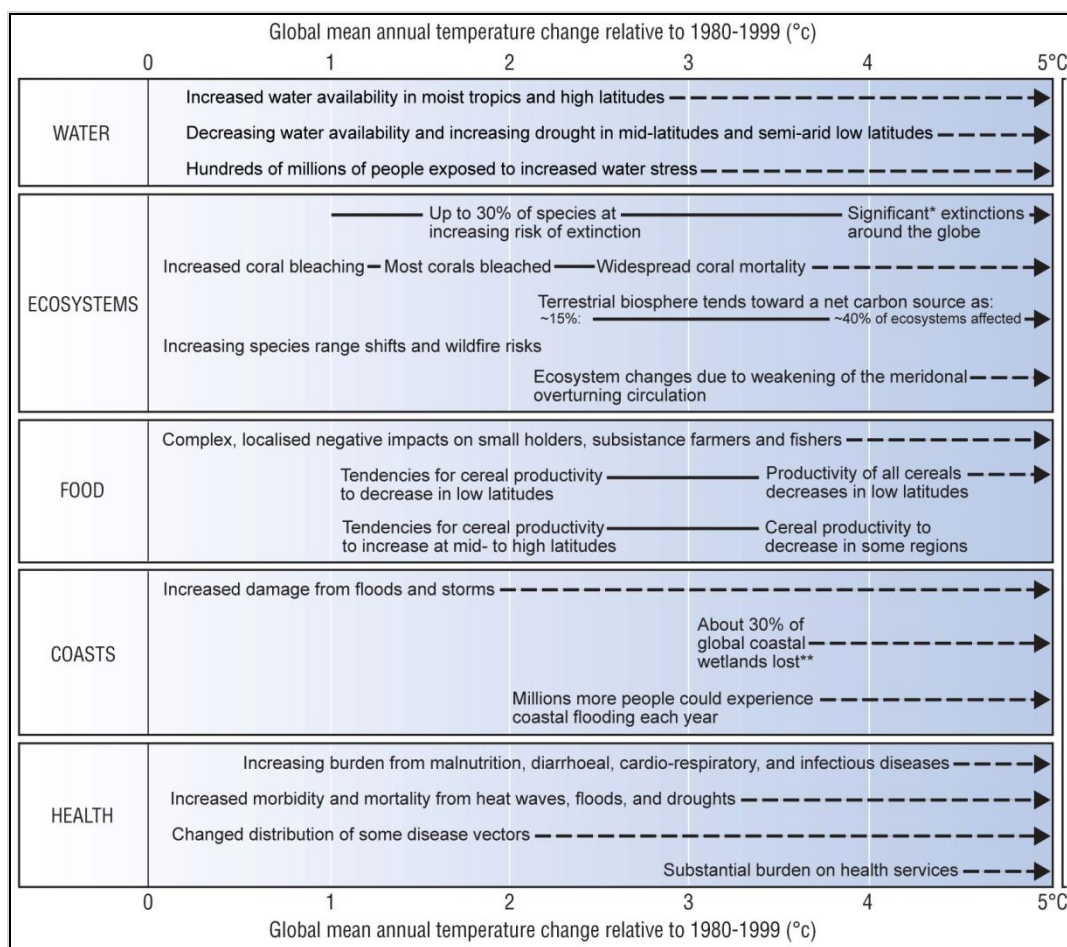 Global mean annual temperature change relative to 1980-1999 (°c)
0 1 2 3 4 5°C
WATER
Increased water availability in moist tropics and high latitudes
Decreasing water availability and increasing drought in mid-latitudes and semi-arid low latitudes
Hundreds of millions of people exposed to increased water stress
ECOSYSTEMS
Up to 30% of species at
increasing risk of extinction
Significant* extinctions
around the globe
Increased coral bleaching Most corals bleached Widespread coral mortality
Terrestrial biosphere tends toward a net carbon source as:
~15%: ~40% of ecosystems affected
Increasing species range shifts and wildfire risks
Ecosystem changes due to weakening of the meridonal
overturning circulation
FOOD
Complex, localised negative impacts on small holders, subsistance farmers and fishers
Tendencies for cereal productivity
to decrease in low latitudes
Productivity of all cereals
decreases in low latitudes
Tendencies for cereal productivity
to increase at mid- to high latitudes
Cereal productivity to
decrease in some regions
COASTS
Increased damage from floods and storms
About 30% of
global coastal
wetlands lost**
Millions more people could experience
coastal flooding each year
HEALTH
Increasing burden from malnutrition, diarrhoeal, cardio-respiratory, and infectious diseases
Increased morbidity and mortality from heat waves, floods, and droughts
Changed distribution of some disease vectors
Substantial burden on health services
0 1 2 3 4 5°C
Global mean annual temperature change relative to 1980-1999 (°c)